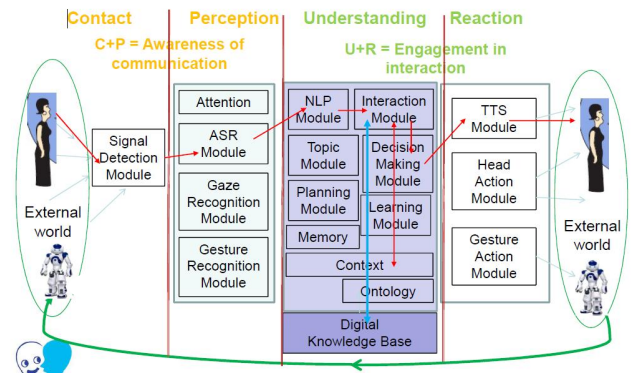 Contact
Perception
Understanding
Reaction
C+P = Awareness of
communication
U+R = Engagement in
interaction
External
world
Signal
Detection
Module
Attention
ASR
Module
Gaze
Recognition
Module
Gesture
Recognition
Module
NLP
Module
Interaction
Module
Topic
Module
Decision
Making
Module
Planning
Module
Learning
Module
Memory
Context
Ontology
Digital
Knowledge Base
TTS
Module
Head
Action
Module
Gesture
Action
Module
External
world